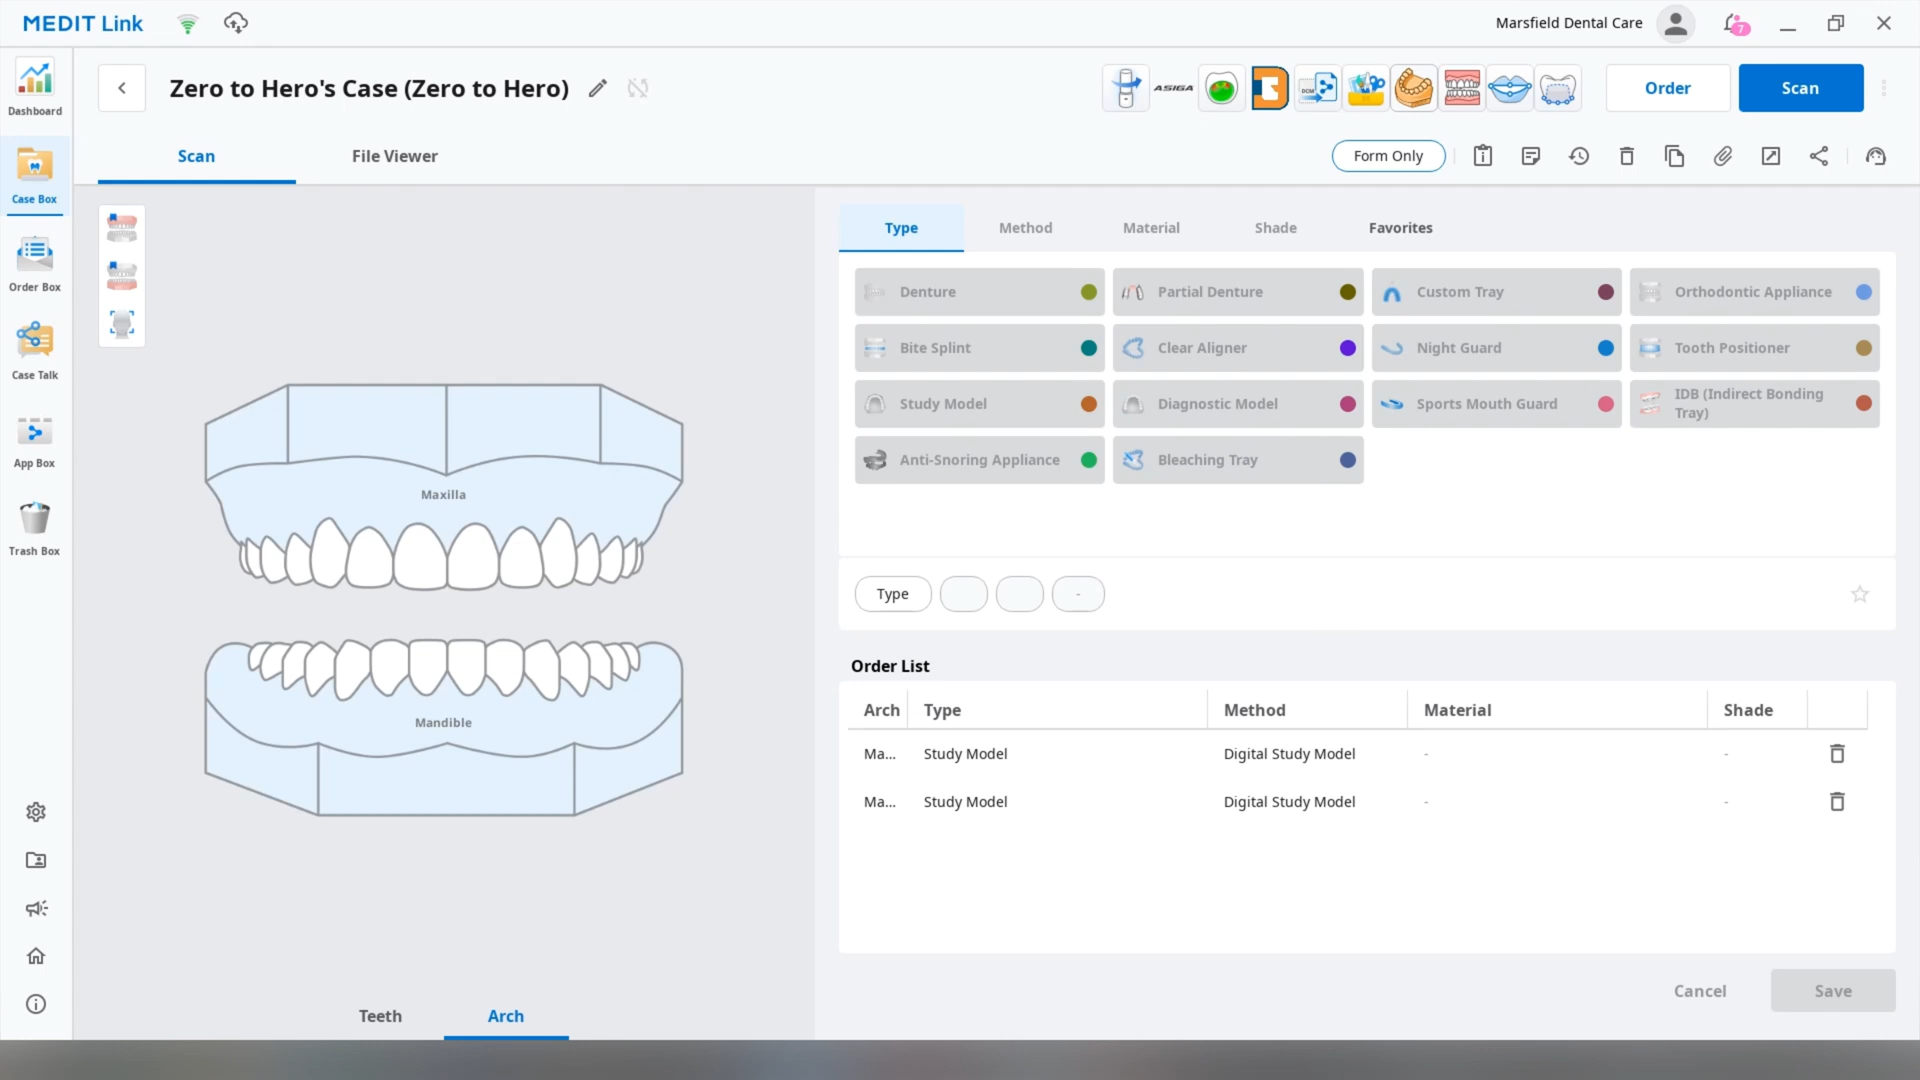 MEDIT Link
Marsfield Dental Care
7
Dashboard
Case Box
Order Box
Case Talk
App Box
Trash Box
Zero to Hero's Case (Zero to Hero)
ASIGA
DCM
Order
Scan
Scan
File Viewer
Form Only
Maxilla
Mandible
Teeth
Arch
Type
Method
Material
Shade
Favorites
Denture
Partial Denture
Custom Tray
Orthodontic Appliance
Bite Splint
Clear Aligner
Night Guard
Tooth Positioner
Study Model
Diagnostic Model
Sports Mouth Guard
IDB (Indirect Bonding
Tray)
Anti-Snoring Appliance
Bleaching Tray
Type
-
Order List
Arch Type Method Material Shade
Ma... Study Model Digital Study Model - -
Ma... Study Model Digital Study Model - -
Cancel
Save